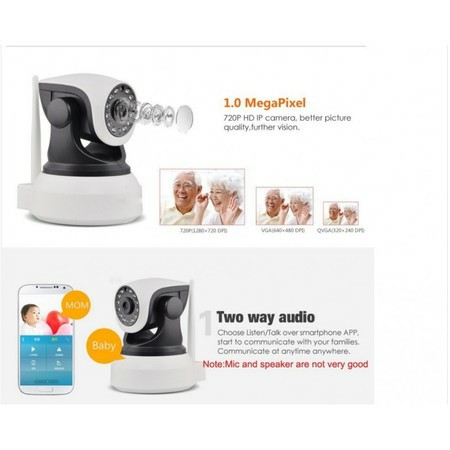 1.0 MegaPixel
720P HD IP camera, better picture
quality,further vision.
720P(1280×720 DPI)
VGA(640×480 DPI)
QVGA(320×240 DPI)
MOM
Baby
1
Two way audio
Choose Listen/Talk over smartphone APP,
start to communicate with your families.
Communicate at anytime anywhere.
Note:Mic and speaker are not very good